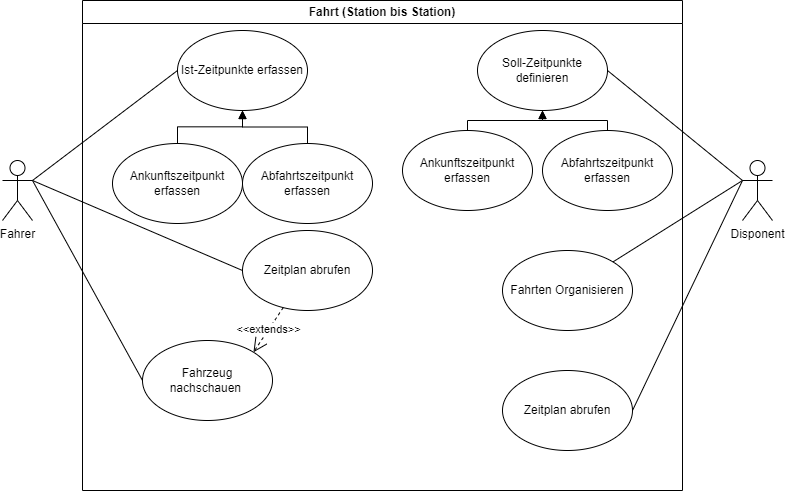 Fahrt (Station bis Station)
Ist-Zeitpunkte erfassen
Soll-Zeitpunkte
definieren
Ankunftszeitpunkt
erfassen
Abfahrtszeitpunkt
erfassen
Ankunftszeitpunkt
erfassen
Abfahrtszeitpunkt
erfassen
Fahrer
Disponent
Zeitplan abrufen
Fahrten Organisieren
<<extends>>
Fahrzeug
nachschauen
Zeitplan abrufen